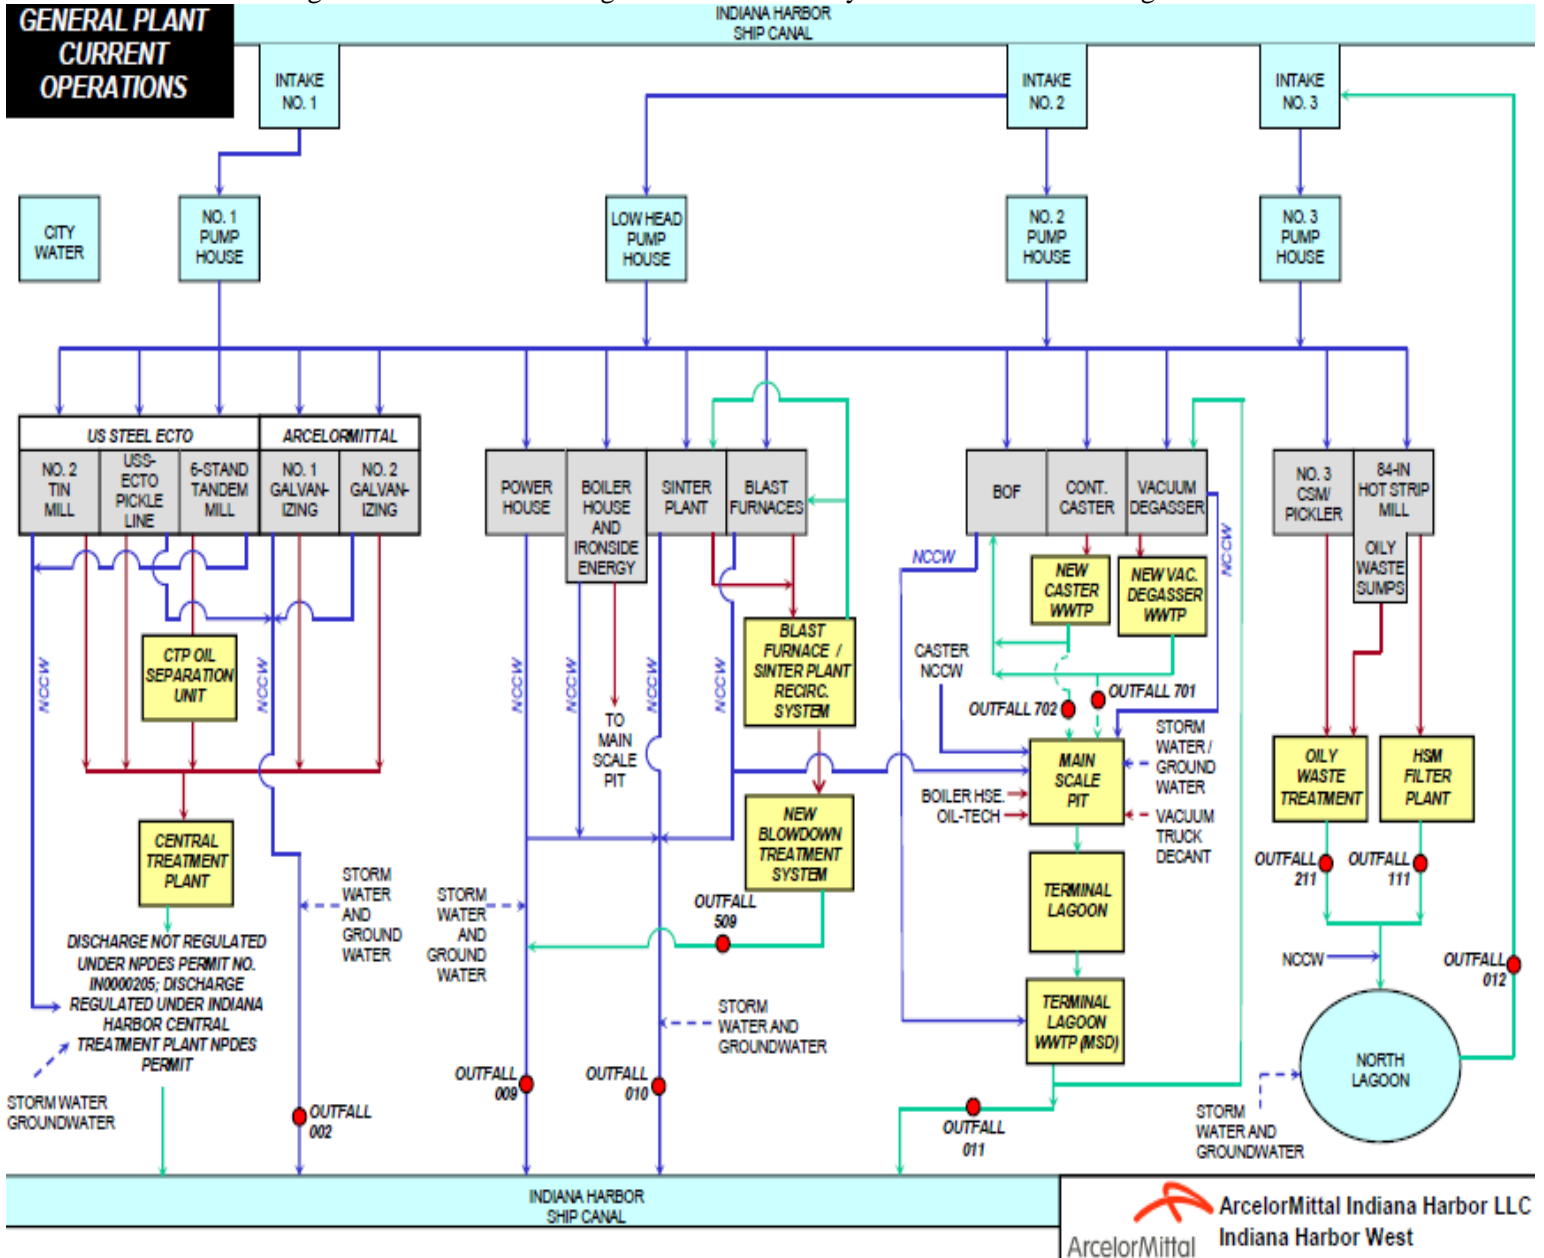 GENERAL PLANT
CURRENT
OPERATIONS
INDIANA HARBOR
SHIP CANAL
INTAKE
NO. 1
INTAKE
NO. 2
INTAKE
NO. 3
CITY
WATER
NO. 1
PUMP
HOUSE
LOW HEAD
PUMP
HOUSE
NO. 2
PUMP
HOUSE
NO. 3
PUMP
HOUSE
US STEEL ECTO
ARCELORMITTAL
NO. 2
TIN
MILL
USS-
ECTO
PICKLE
LINE
6-STAND
TANDEM
MILL
NO. 1
GALVAN-
IZING
NO. 2
GALVAN-
IZING
POWER
HOUSE
BOILER
HOUSE
AND
IRONSIDE
ENERGY
SINTER
PLANT
BLAST
FURNACES
BOF
CONT.
CASTER
VACUUM
DEGASSER
NO. 3
CSM/
PICKLER
84-IN
HOT STRIP
MILL
OILY
WASTE
SUMPS
NCCW
NCCW
NEW
CASTER
WWTP
NEW VAC.
DEGASSER
WWTP
CTP OIL
SEPARATION
UNIT
NCCW
NCCW
NCCW
NCCW
NCCW
NCCW
BLAST
FURNACE /
SINTER PLANT
RECIRC.
SYSTEM
TO
MAIN
SCALE
PIT
CASTER
NCCW
OUTFALL 702
OUTFALL 701
STORM
WATER /
GROUND
WATER
MAIN
SCALE
PIT
BOILER HSE.
OIL-TECH
VACUUM
TRUCK
DECANT
OILY
WASTE
TREATMENT
HSM
FILTER
PLANT
CENTRAL
TREATMENT
PLANT
NEW
BLOWDOWN
TREATMENT
SYSTEM
OUTFALL
211
OUTFALL
111
STORM
WATER
AND
GROUND
WATER
STORM
WATER
AND
GROUND
WATER
OUTFALL
509
TERMINAL
LAGOON
DISCHARGE NOT REGULATED
UNDER NPDES PERMIT NO.
IN0000205; DISCHARGE
REGULATED UNDER INDIANA
HARBOR CENTRAL
TREATMENT PLANT NPDES
PERMIT
NCCW
OUTFALL
012
STORM
WATER AND
GROUNDWATER
TERMINAL
LAGOON
WWTP (MSD)
NORTH
LAGOON
STORM WATER
GROUNDWATER
OUTFALL
002
OUTFALL
009
OUTFALL
010
OUTFALL
011
STORM
WATER AND
GROUNDWATER
INDIANA HARBOR
SHIP CANAL
ArcelorMittal
ArcelorMittal Indiana Harbor LLC
Indiana Harbor West